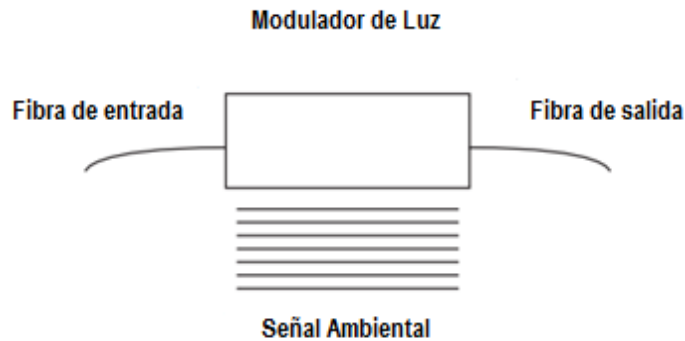 Modulador de Luz
Fibra de entrada
Fibra de salida
Señal Ambiental